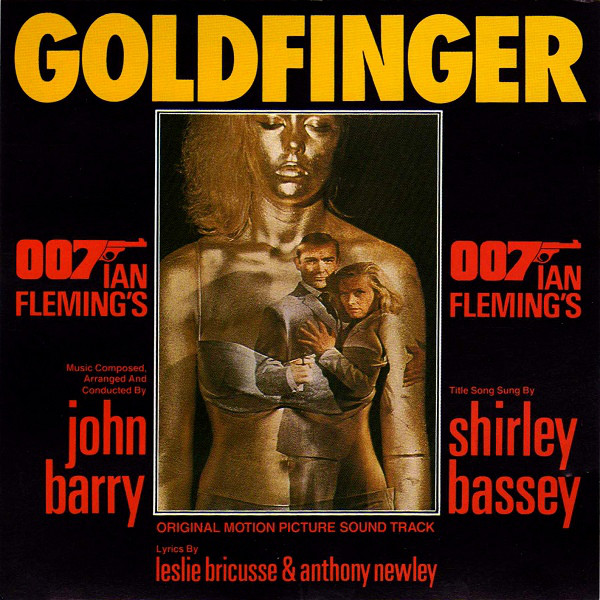 GOLDFINGER
007
IAN
FLEMING'S
007
IAN
FLEMING'S
Music Composed,
Arranged And
Conducted By
john
barry
Title Song Sung By
shirley
bassey
ORIGINAL MOTION PICTURE SOUND TRACK
Lyrics By
leslie bricusse & anthony newley